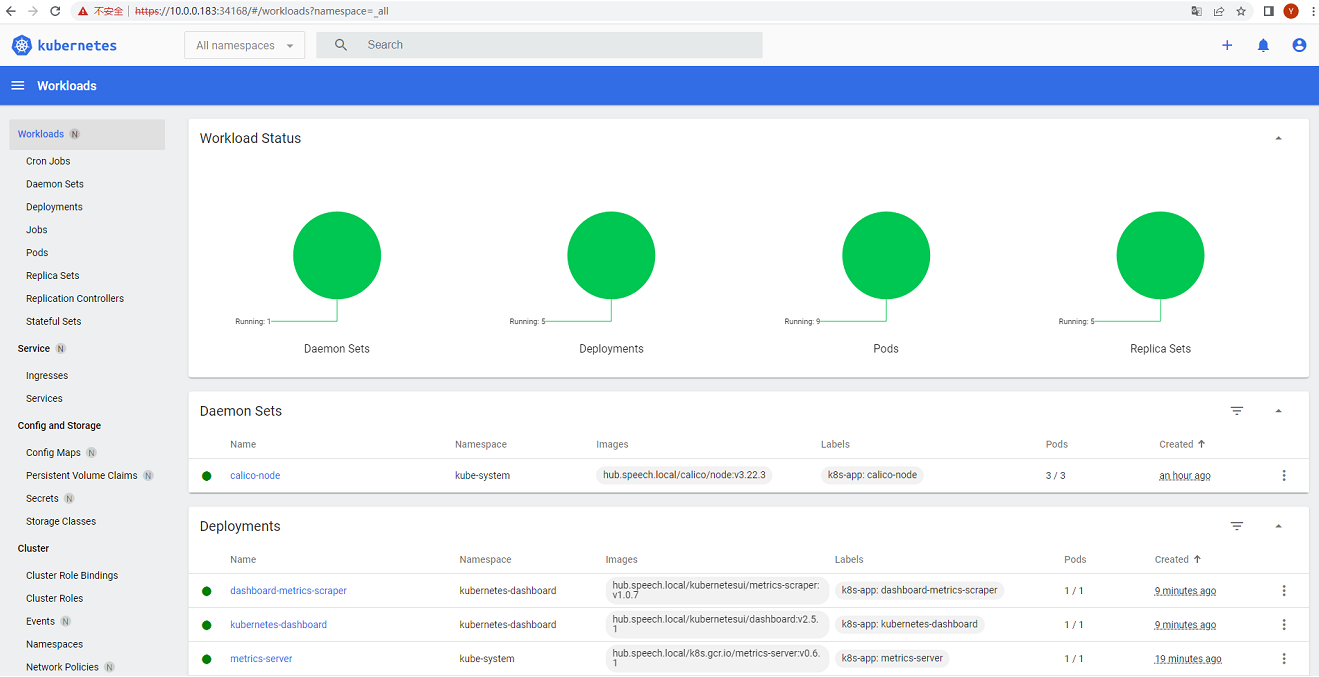 不安全 https://10.0.0.183:34168/#/workloads?namespace=_all
Y
kubernetes All namespaces Search
Workloads
Workloads N
Cron Jobs
Daemon Sets
Deployments
Jobs
Pods
Replica Sets
Replication Controllers
Stateful Sets
Service N
Ingresses
Services
Config and Storage
Config Maps N
Persistent Volume Claims N
Secrets N
Storage Classes
Cluster
Cluster Role Bindings
Cluster Roles
Events N
Namespaces
Network Policies N
Workload Status
Running: 1
Daemon Sets
Running: 5
Deployments
Running: 9
Pods
Running: 5
Replica Sets
Daemon Sets
Name Namespace Images Labels Pods Created
calico-node kube-system hub.speech.local/calico/node:v3.22.3 k8s-app: calico-node 3 / 3 an hour ago
Deployments
Name Namespace Images Labels Pods Created
dashboard-metrics-scraper kubernetes-dashboard hub.speech.local/kubernetesui/metrics-scraper: k8s-app: dashboard-metrics-scraper 1 / 1 9 minutes ago
v1.0.7
kubernetes-dashboard kubernetes-dashboard hub.speech.local/kubernetesui/dashboard:v2.5. k8s-app: kubernetes-dashboard 1 / 1 9 minutes ago
1
metrics-server kube-system hub.speech.local/k8s.gcr.io/metrics-server:v0.6. k8s-app: metrics-server 1 / 1 19 minutes ago
1